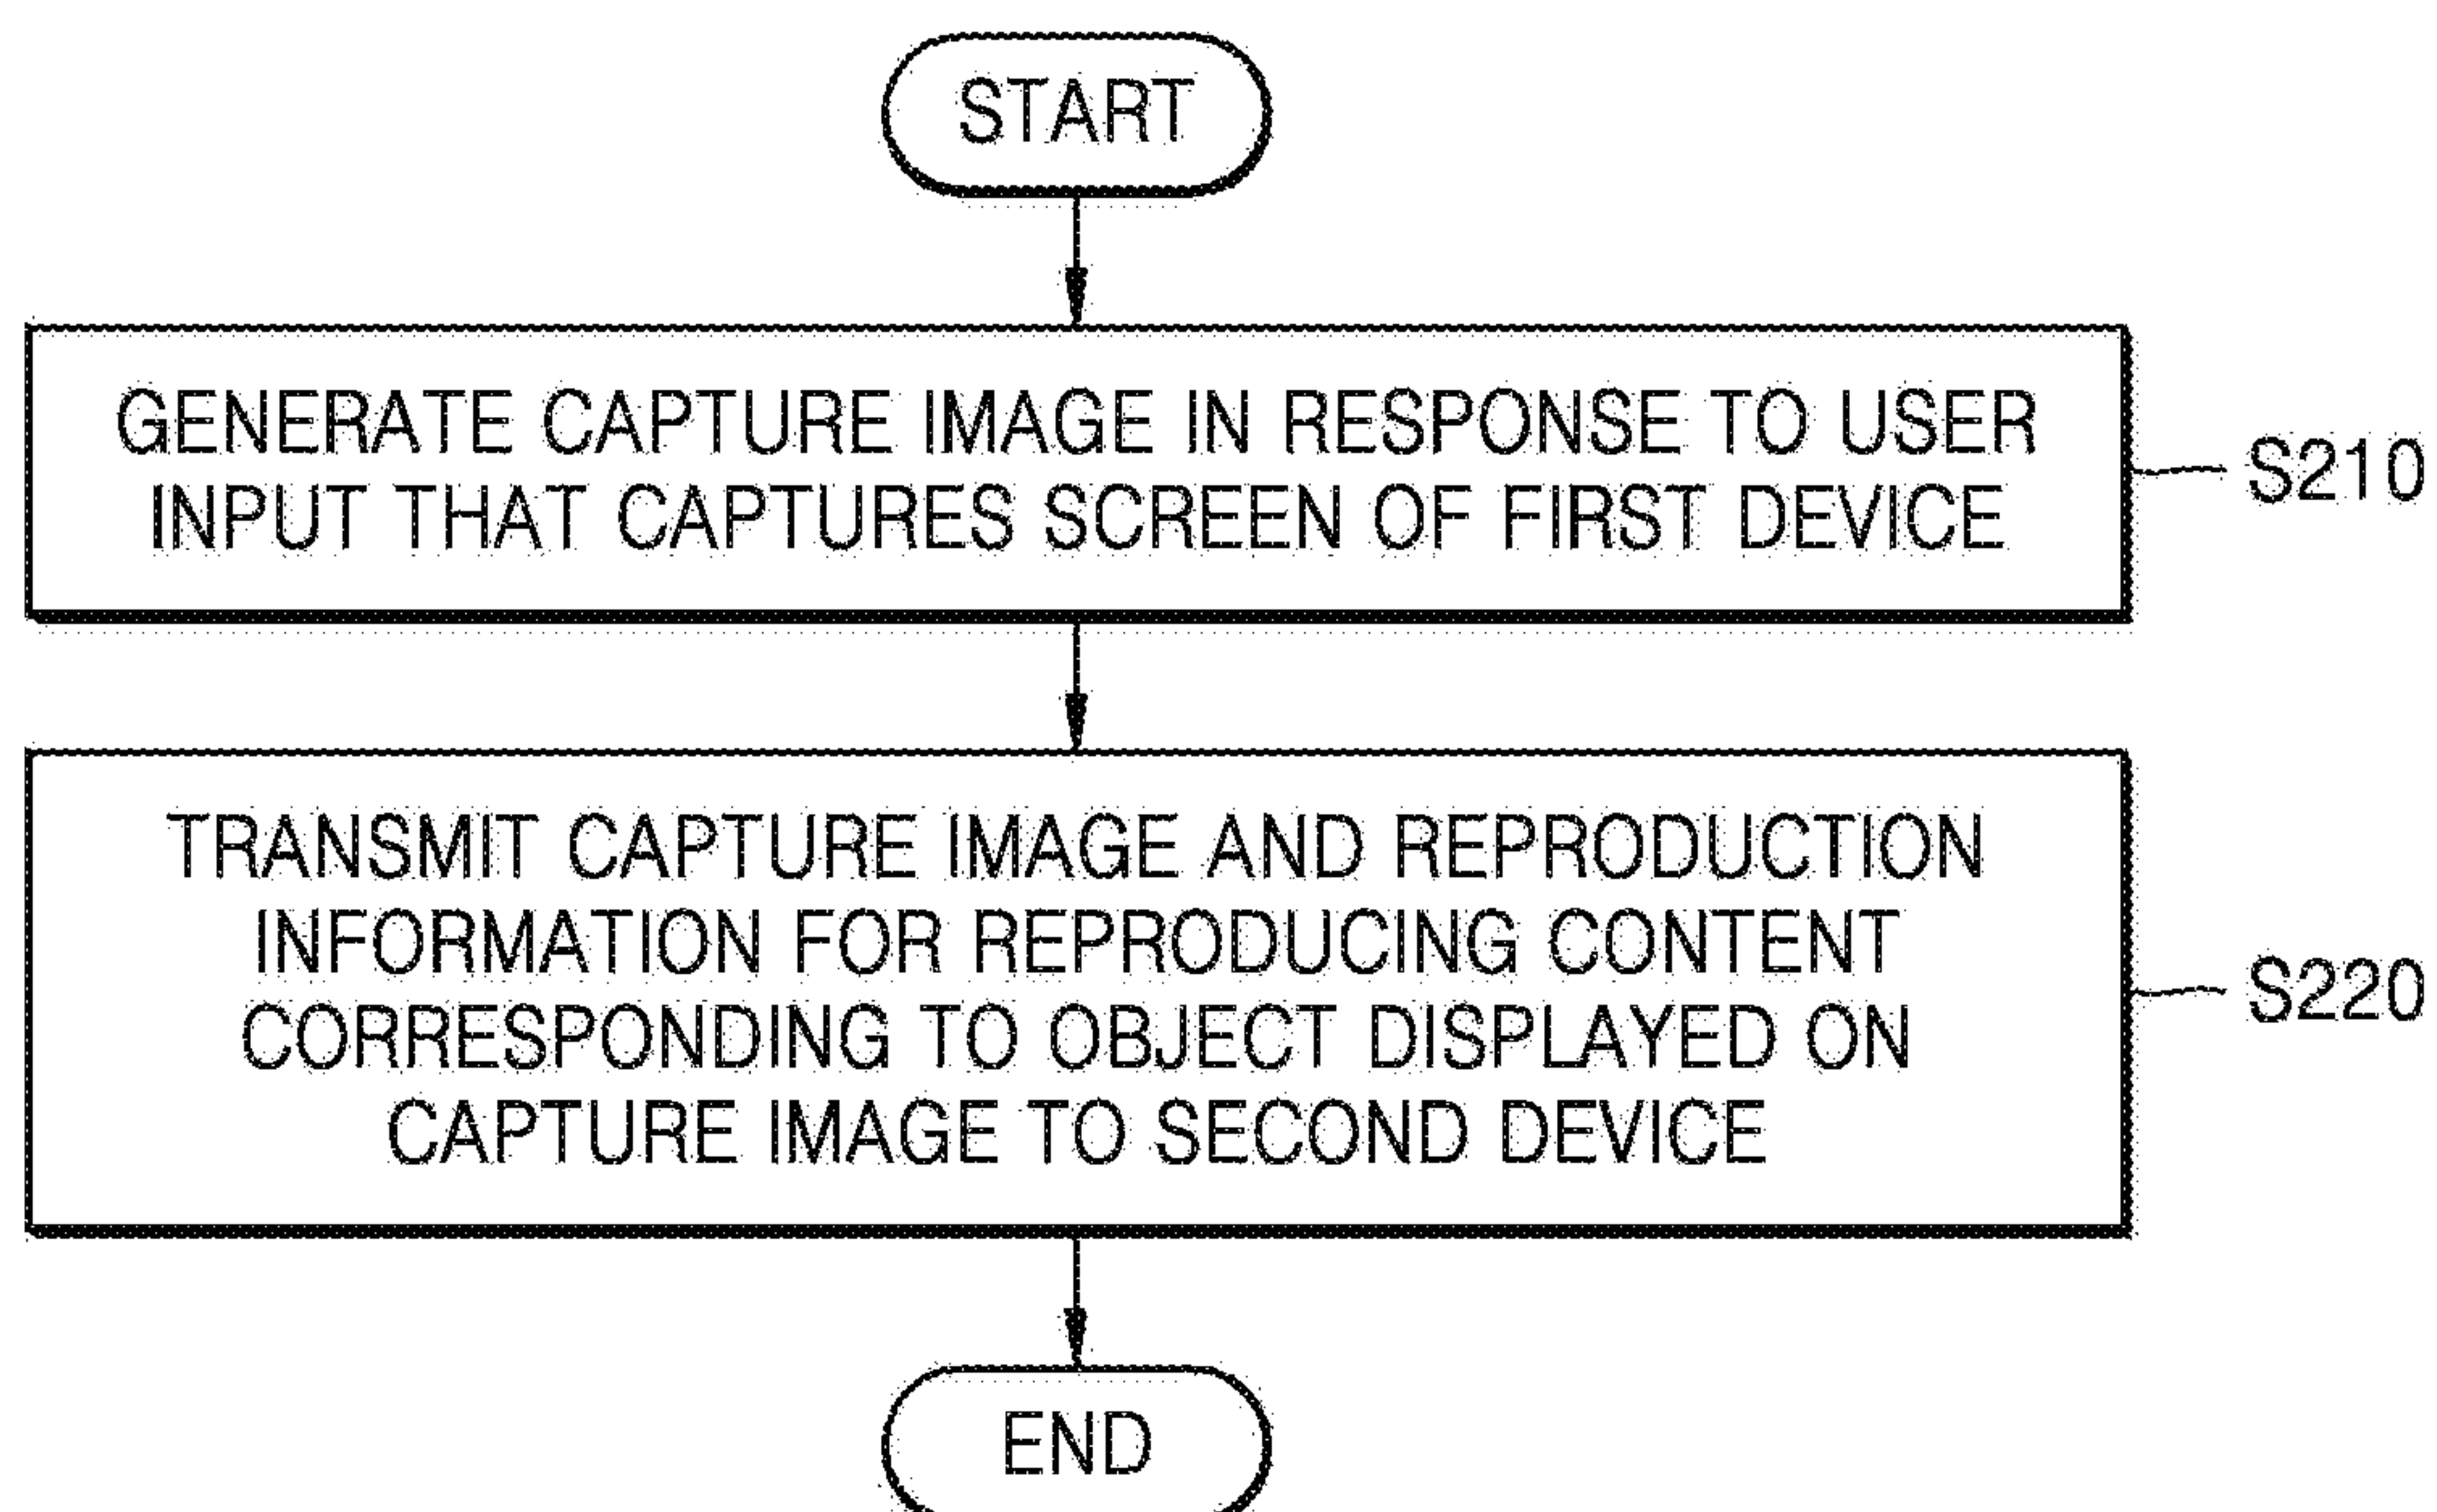 START
GENERATE CAPTURE IMAGE IN RESPONSE TO USER
INPUT THAT CAPTURES SCREEN OF FIRST DEVICE
S210
TRANSMIT CAPTURE IMAGE AND REPRODUCTION
INFORMATION FOR REPRODUCING CONTENT
CORRESPONDING TO OBJECT DISPLAYED ON
CAPTURE IMAGE TO SECOND DEVICE
S220
END